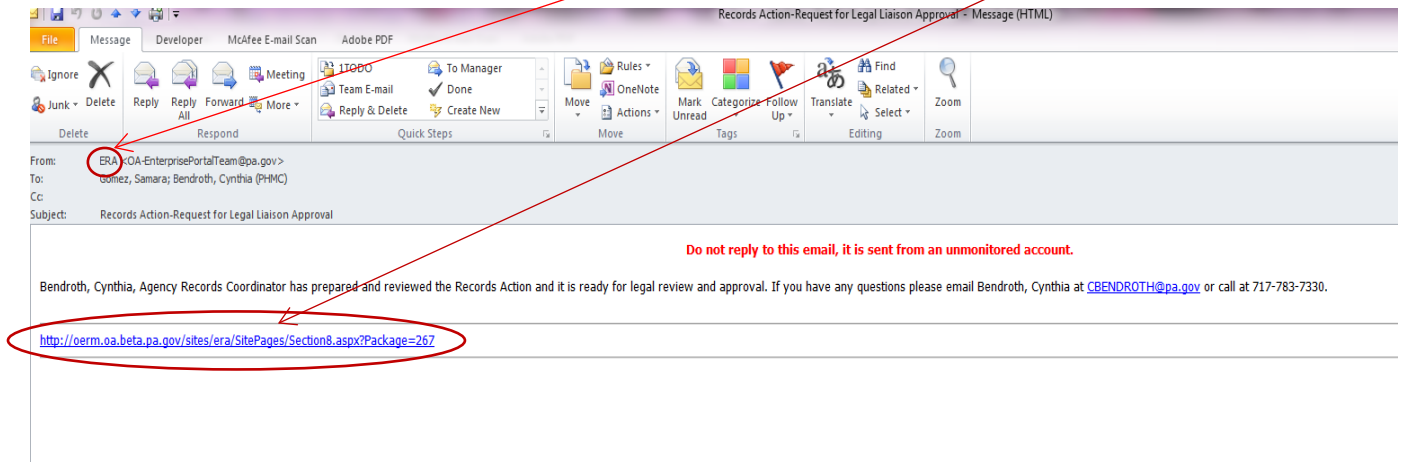 Records Action-Request for Legal Liaison Approval - Message (HTML)
File Message Developer McAfee E-mail Scan Adobe PDF
Ignore
Junk
Delete
Delete
Reply
Reply All
Forward
Meeting
More
Respond
1TODO
Team E-mail
Reply & Delete
To Manager
Done
Create New
Quick Steps
Move
Rules
OneNote
Actions
Move
Mark Unread
Categorize
Follow Up
Tags
Translate
Find
Related
Select
Editing
Zoom
Zoom
From: ERA <OA-EnterprisePortalTeam@pa.gov>
To: Gomez, Samara; Bendroth, Cynthia (PHMC)
Cc:
Subject: Records Action-Request for Legal Liaison Approval
Do not reply to this email, it is sent from an unmonitored account.
Bendroth, Cynthia, Agency Records Coordinator has prepared and reviewed the Records Action and it is ready for legal review and approval. If you have any questions please email Bendroth, Cynthia at CBENDROTH@pa.gov or call at 717-783-7330.
http://oerm.oa.beta.pa.gov/sites/era/SitePages/Section8.aspx?Package=267